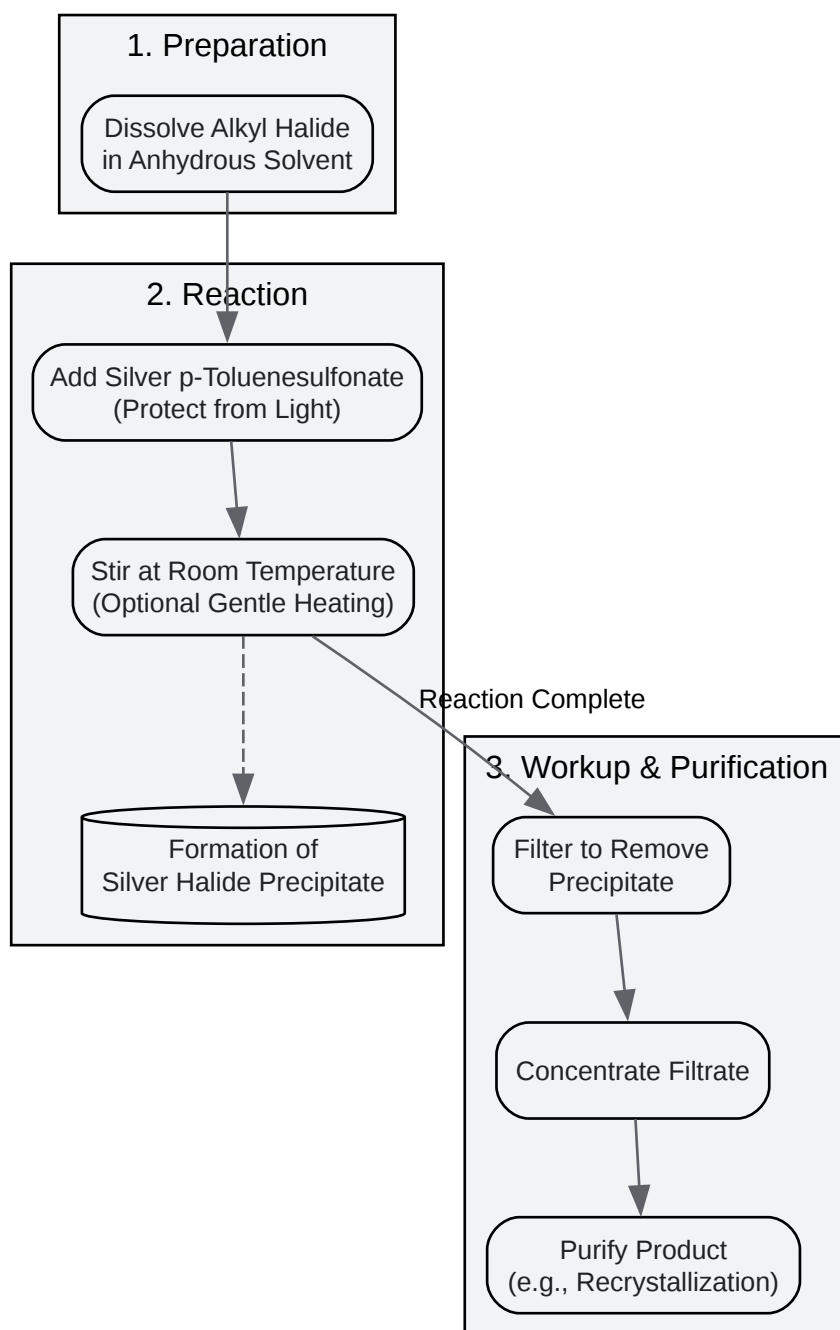 1. Preparation
Dissolve Alkyl Halide
in Anhydrous Solvent
2. Reaction
Add Silver p-Toluenesulfonate
(Protect from Light)
Stir at Room Temperature
(Optional Gentle Heating)
Reaction Complete
Formation of
Silver Halide Precipitate
3. Workup & Purification
Filter to Remove
Precipitate
Concentrate Filtrate
Purify Product
(e.g., Recrystallization)